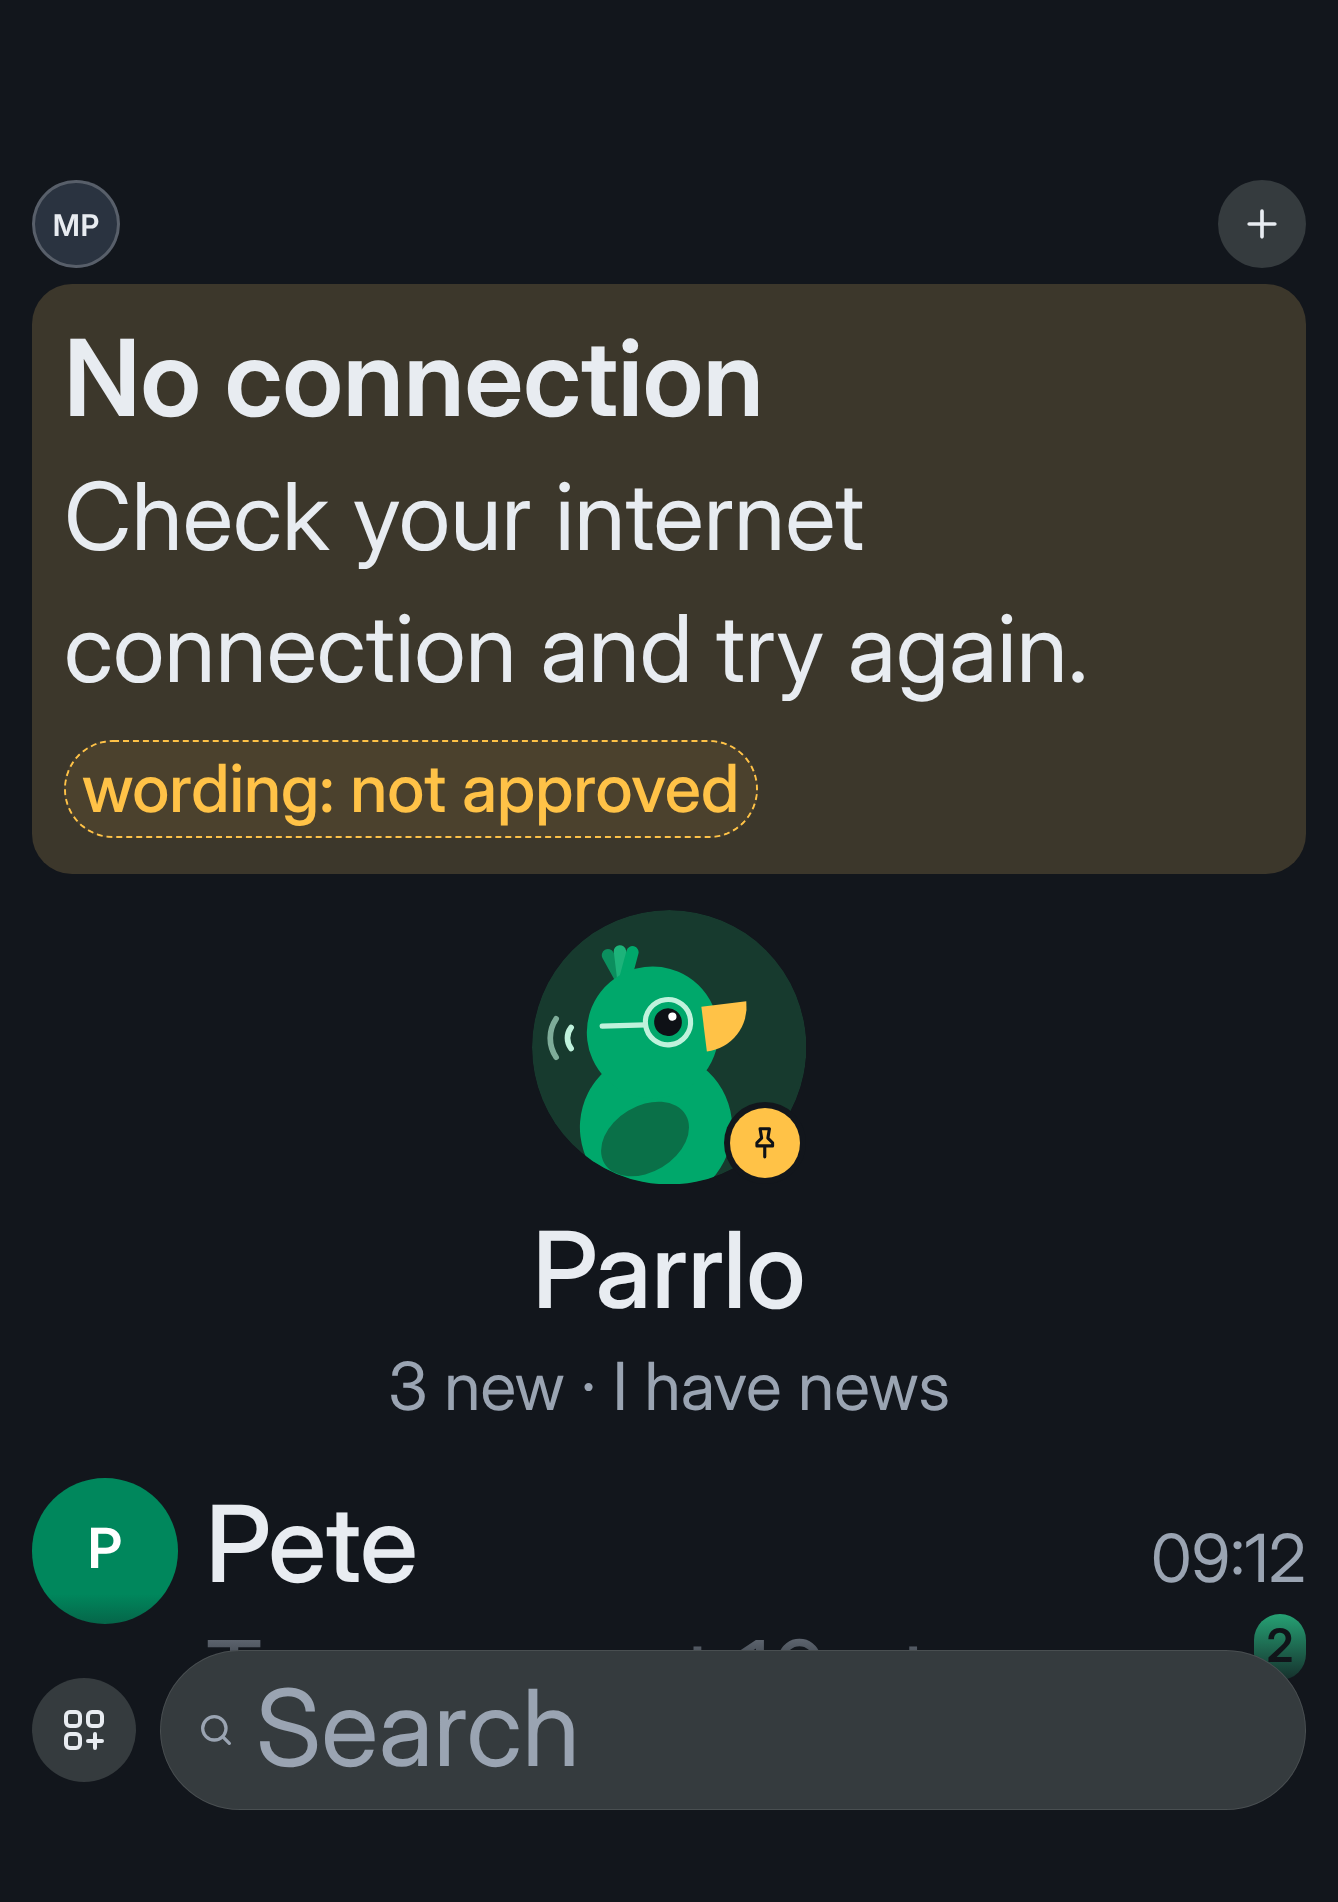 MP
No connection
Check your internet
connection and try again.
wording: not approved
Parrlo
3 new · I have news
P
Pete
09:12
2
Search